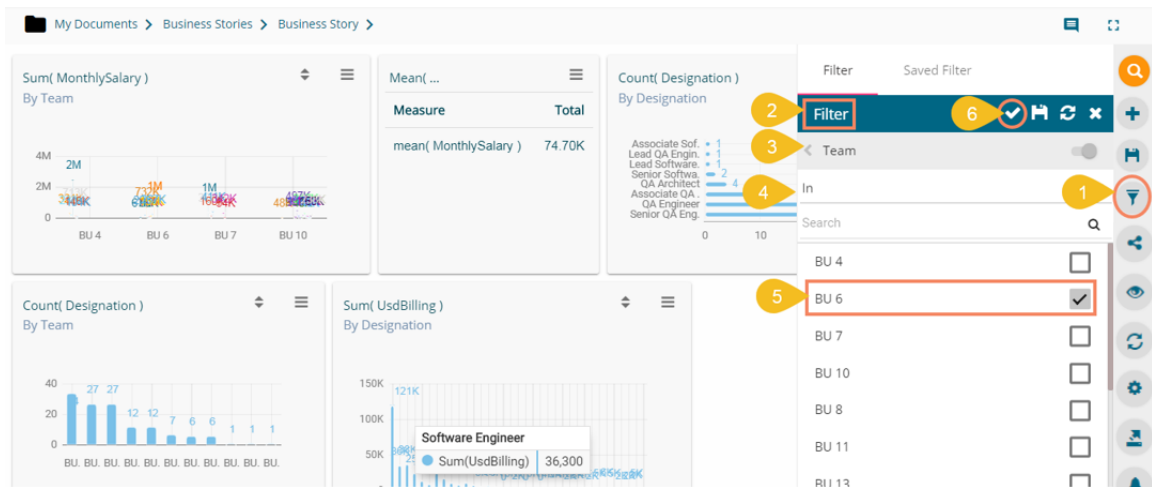 My Documents > Business Stories > Business Story >
Sum( MonthlySalary )
By Team
4M
2M
0
2M
1M
BU 4 BU 6 BU 7 BU 10
Mean( ...
Measure Total
mean( MonthlySalary ) 74.70K
Count( Designation )
By Designation
Associate Sof. 1
Lead QA Engin. 1
Lead Software. 1
Senior Softwa. 2
QA Architect 4
Associate QA .
QA Engineer
Senior QA Eng.
0 10
Count( Designation )
By Team
40
20
0
27 27 12 12 7 6 6 1 1 1
BU. BU. BU. BU. BU. BU. BU. BU. BU. BU. BU.
Sum( UsdBilling )
By Designation
150K
100K
50K
121K
Software Engineer
Sum(UsdBilling) 36,300
Filter Saved Filter
2 Filter 6
3 Team
4 In
1
Search
BU 4
5 BU 6
BU 7
BU 10
BU 8
BU 11
BU 13